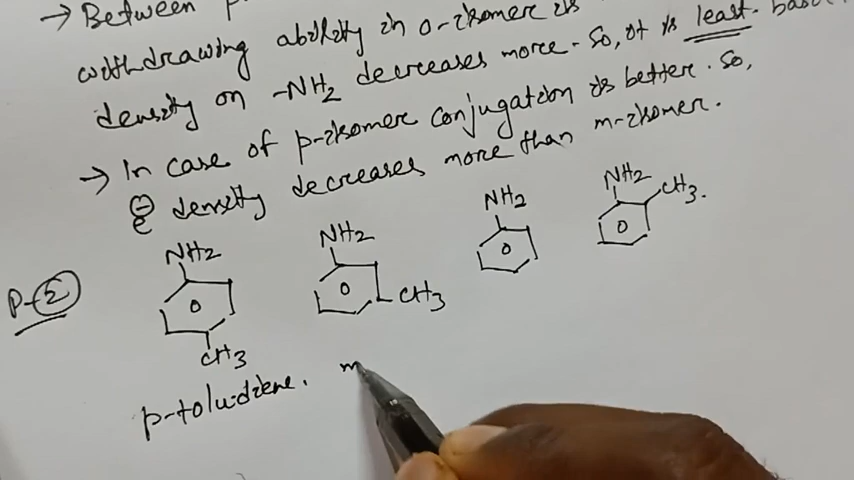 → Between p
withdrawing ability in o-isomer is
density on -NH2 decreases more. So, it is least basic
→ In case of p-isomer conjugation is better. So,
e⊖ density decreases more than m-isomer.
P-2
NH2
CH3
NH2
CH3
NH2
NH2
CH3.
p-toluidiene.
m